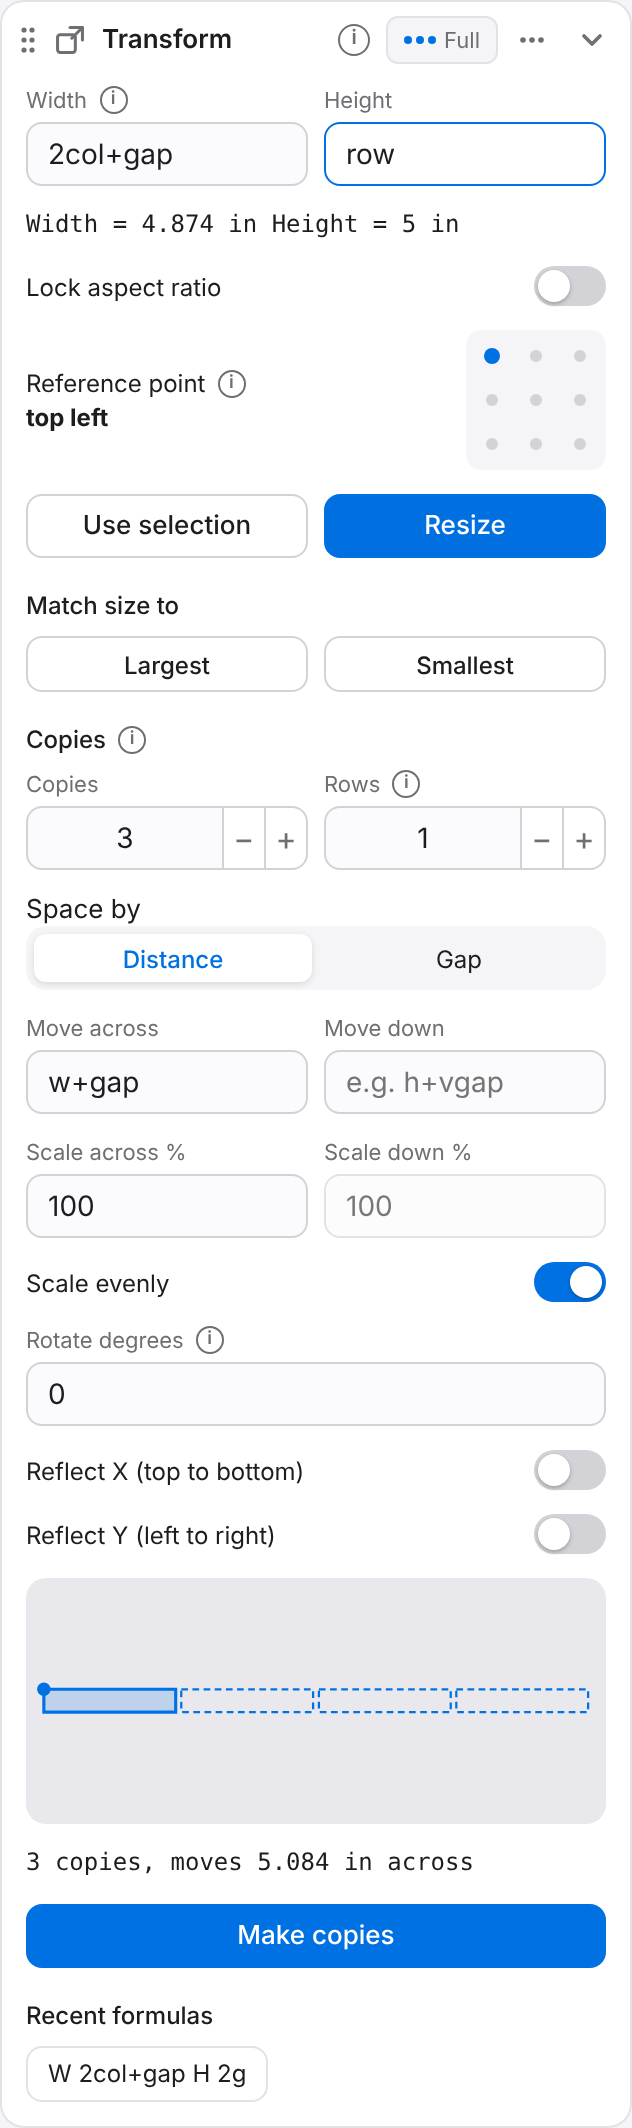 Transform
Full
Width
Height
2col+gap
row
Width = 4.874 in Height = 5 in
Lock aspect ratio
Reference point
top left
Use selection
Resize
Match size to
Largest
Smallest
Copies
Copies
Rows
3
− +
1
− +
Space by
Distance
Gap
Move across
Move down
w+gap
e.g. h+vgap
Scale across %
Scale down %
100
100
Scale evenly
Rotate degrees
0
Reflect X (top to bottom)
Reflect Y (left to right)
3 copies, moves 5.084 in across
Make copies
Recent formulas
W 2col+gap H 2g